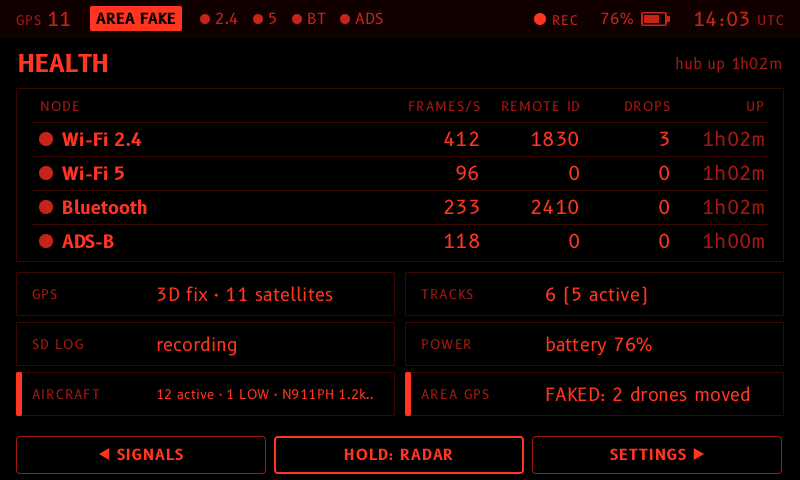 GPS 11 AREA FAKE 2.4 5 BT ADS REC 76% 14:03 UTC
HEALTH hub up 1h02m
NODE FRAMES/S REMOTE ID DROPS UP
Wi-Fi 2.4 412 1830 3 1h02m
Wi-Fi 5 96 0 0 1h02m
Bluetooth 233 2410 0 1h02m
ADS-B 118 0 0 1h00m
GPS 3D fix · 11 satellites TRACKS 6 (5 active)
SD LOG recording POWER battery 76%
AIRCRAFT 12 active · 1 LOW · N911PH 1.2k.. AREA GPS FAKED: 2 drones moved
◀ SIGNALS HOLD: RADAR SETTINGS ▶